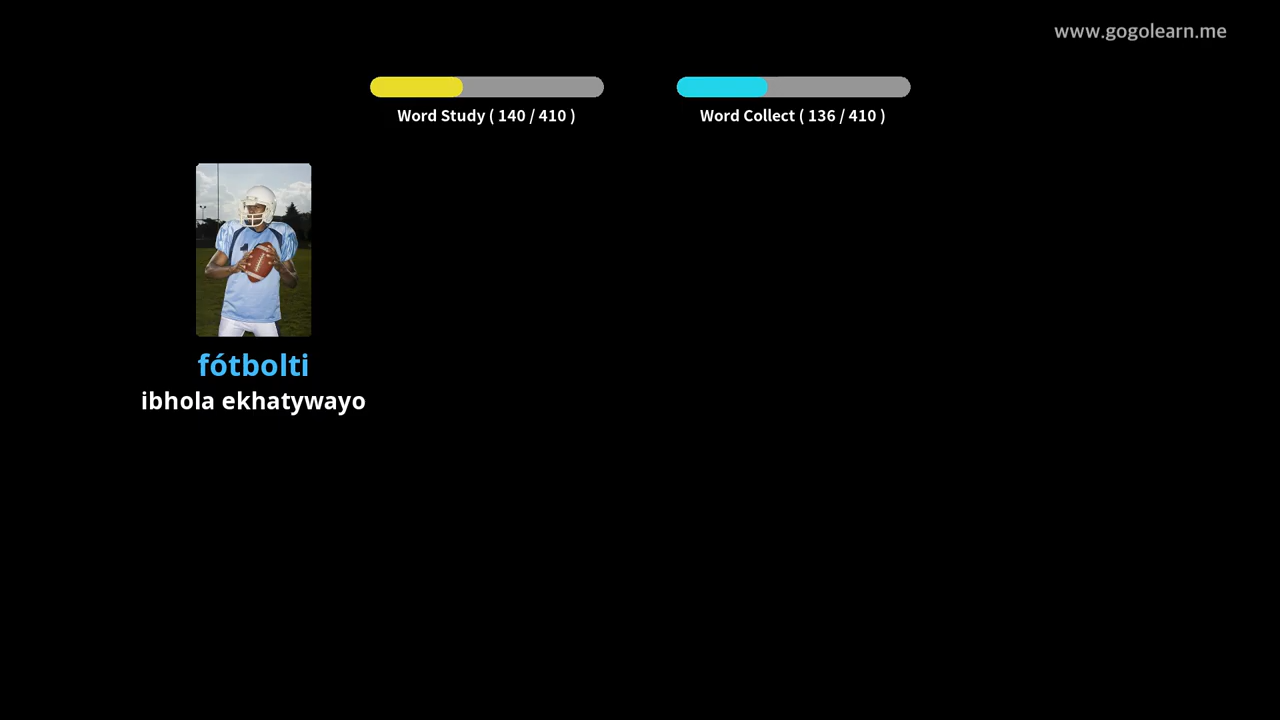 www.gogolearn.me
Word Study ( 140 / 410 )
Word Collect ( 136 / 410 )
fótbolti
ibhola ekhatywayo